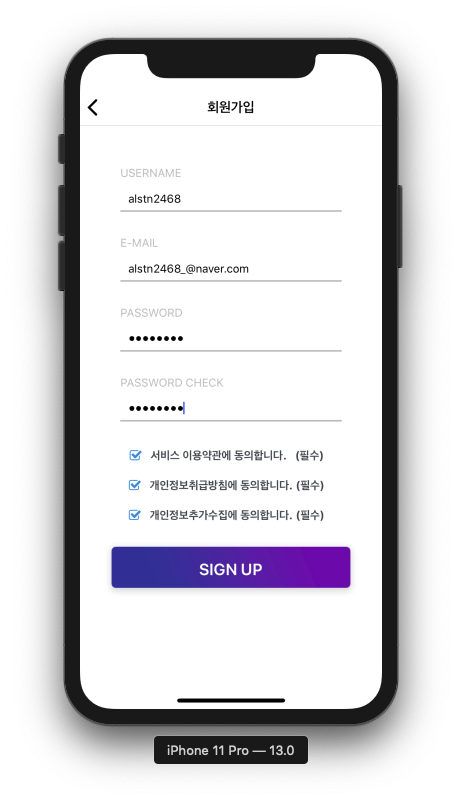 회원가입
USERNAME
alstn2468
E-MAIL
alstn2468_@naver.com
PASSWORD
••••••••
PASSWORD CHECK
••••••••
서비스 이용약관에 동의합니다. (필수)
개인정보취급방침에 동의합니다. (필수)
개인정보추가수집에 동의합니다. (필수)
SIGN UP
iPhone 11 Pro — 13.0